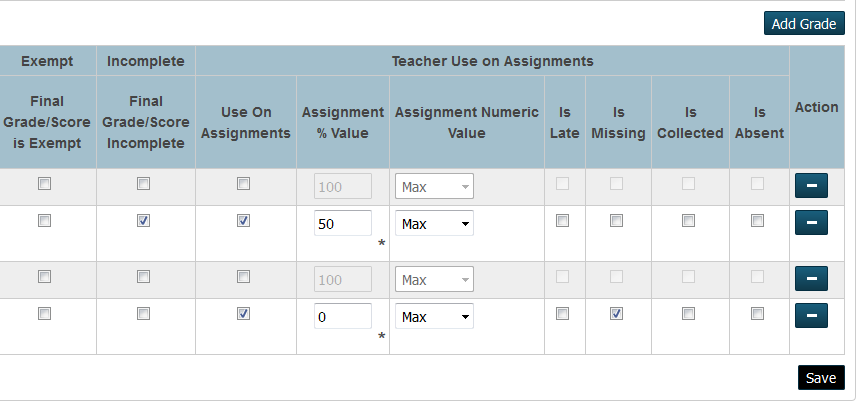 Add Grade
Exempt Incomplete Teacher Use on Assignments
Final Grade/Score is Exempt
Final Grade/Score Incomplete
Use On Assignments
Assignment % Value
Assignment Numeric Value
Is Late
Is Missing
Is Collected
Is Absent
Action
100 Max
50 * Max
100 Max
0 * Max
Save